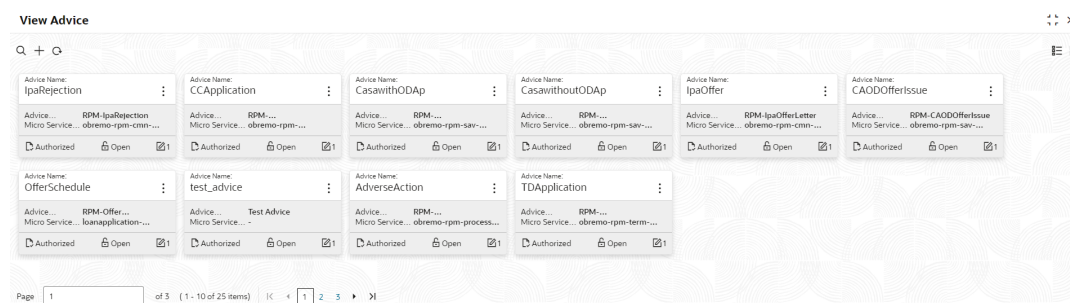 View Advice
Advice Name: Advice Name: Advice Name: Advice Name: Advice Name: Advice Name:
IpaRejection CCApplication CasawithODAp CasawithoutODAp IpaOffer CAODOfferIssue
Advice... RPM-IpaRejection Advice... RPM-... Advice... RPM-... Advice... RPM-... Advice... RPM-IpaOfferLetter Advice... RPM-CAODOfferIssue
Micro Service... obremo-rpm-cmn-... Micro Service... obremo-rpm-... Micro Service... obremo-rpm-sav-... Micro Service... obremo-rpm-sav-... Micro Service... obremo-rpm-cmn-... Micro Service... obremo-rpm-sav-...
Authorized Open 1 Authorized Open 1 Authorized Open 1 Authorized Open 1 Authorized Open 1 Authorized Open 1
Advice Name: Advice Name: Advice Name: Advice Name:
OfferSchedule test_advice AdverseAction TDApplication
Advice... RPM-Offer... Advice... Test Advice Advice... RPM-... Advice... RPM-...
Micro Service... loanapplication-... Micro Service... - Micro Service... obremo-rpm-process... Micro Service... obremo-rpm-term-...
Authorized Open 1 Authorized Open 1 Authorized Open 1 Authorized Open 1
Page 1 of 3 (1 - 10 of 25 items) 1 2 3